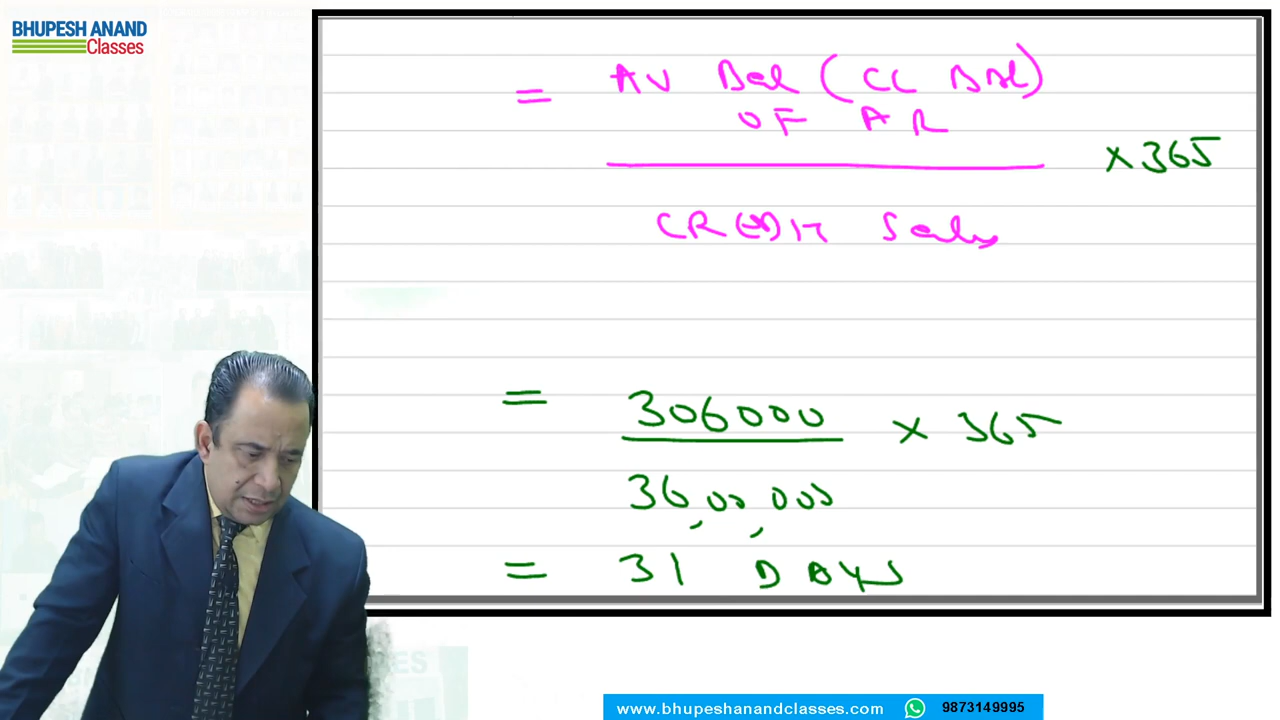 BHUPESH ANAND
Classes
= AV Bal (CL BAL)
OF AR
× 365
CREDIT Sales
= 306000 × 365
36,00,000
= 31 DAYS
www.bhupeshanandclasses.com 9873149995